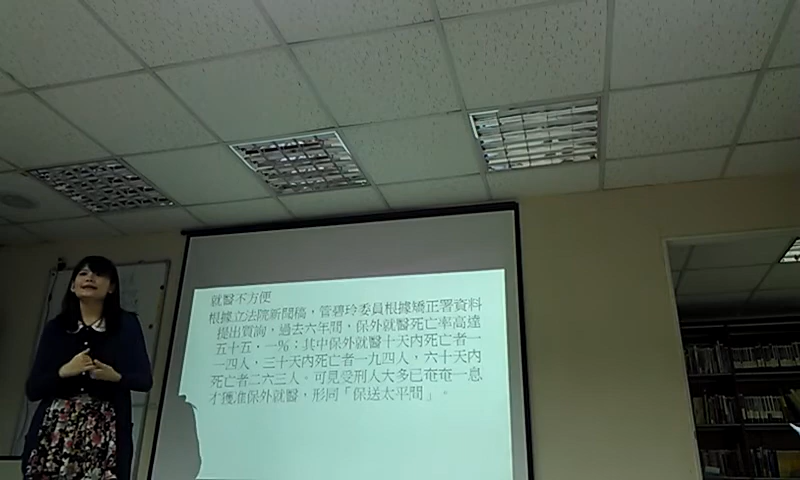 就醫不方便
根據立法院新聞稿，管碧玲委員根據矯正署資料
提出質詢，過去六年間，保外就醫死亡率高達
五十五．一%；其中保外就醫十天內死亡者一
一四人，三十天內死亡者一九四人，六十天內
死亡者二六三人。可見受刑人大多已奄奄一息
才獲准保外就醫，形同「保送太平間」。